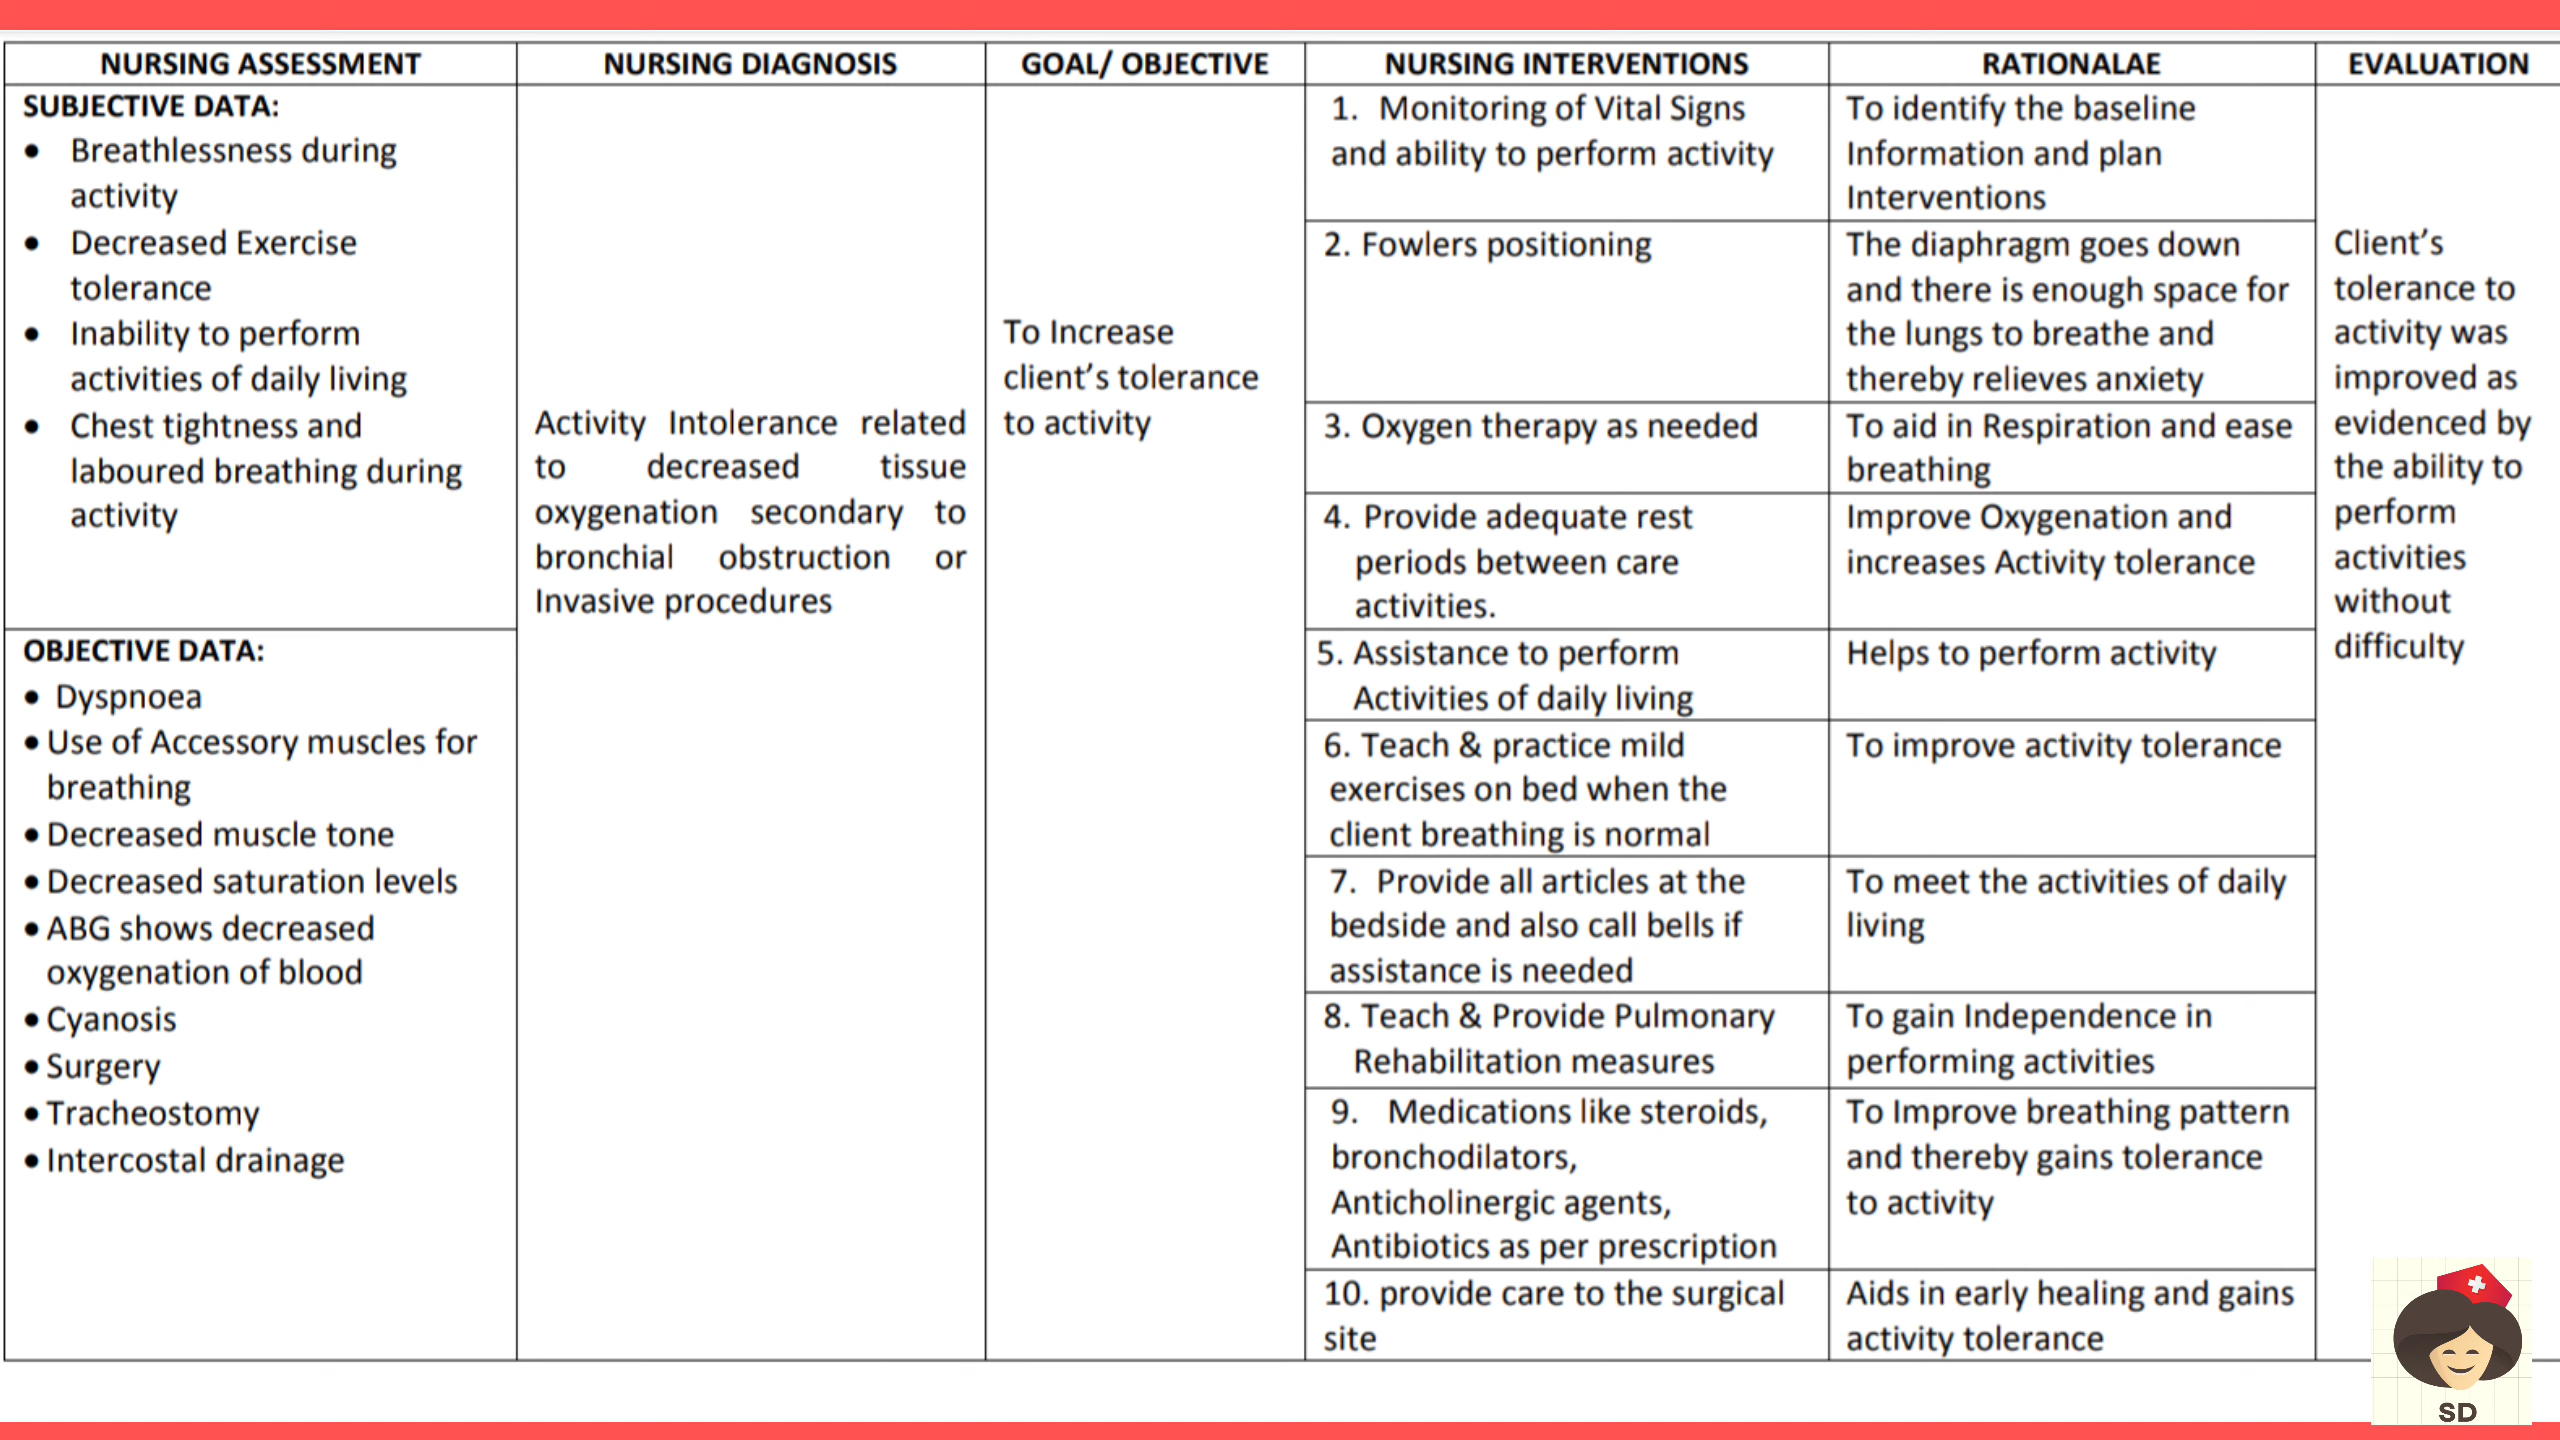 NURSING ASSESSMENT
NURSING DIAGNOSIS
GOAL/ OBJECTIVE
NURSING INTERVENTIONS
RATIONALAE
EVALUATION
SUBJECTIVE DATA:
• Breathlessness during
activity
• Decreased Exercise
tolerance
• Inability to perform
activities of daily living
• Chest tightness and
laboured breathing during
activity
OBJECTIVE DATA:
• Dyspnoea
• Use of Accessory muscles for
breathing
• Decreased muscle tone
• Decreased saturation levels
• ABG shows decreased
oxygenation of blood
• Cyanosis
• Surgery
• Tracheostomy
• Intercostal drainage
Activity Intolerance related
to decreased tissue
oxygenation secondary to
bronchial obstruction or
Invasive procedures
To Increase
client’s tolerance
to activity
1. Monitoring of Vital Signs
and ability to perform activity
To identify the baseline
Information and plan
Interventions
2. Fowlers positioning
The diaphragm goes down
and there is enough space for
the lungs to breathe and
thereby relieves anxiety
3. Oxygen therapy as needed
To aid in Respiration and ease
breathing
4. Provide adequate rest
periods between care
activities.
Improve Oxygenation and
increases Activity tolerance
5. Assistance to perform
Activities of daily living
Helps to perform activity
6. Teach & practice mild
exercises on bed when the
client breathing is normal
To improve activity tolerance
7. Provide all articles at the
bedside and also call bells if
assistance is needed
To meet the activities of daily
living
8. Teach & Provide Pulmonary
Rehabilitation measures
To gain Independence in
performing activities
9. Medications like steroids,
bronchodilators,
Anticholinergic agents,
Antibiotics as per prescription
To Improve breathing pattern
and thereby gains tolerance
to activity
10. provide care to the surgical
site
Aids in early healing and gains
activity tolerance
Client’s
tolerance to
activity was
improved as
evidenced by
the ability to
perform
activities
without
difficulty
SD